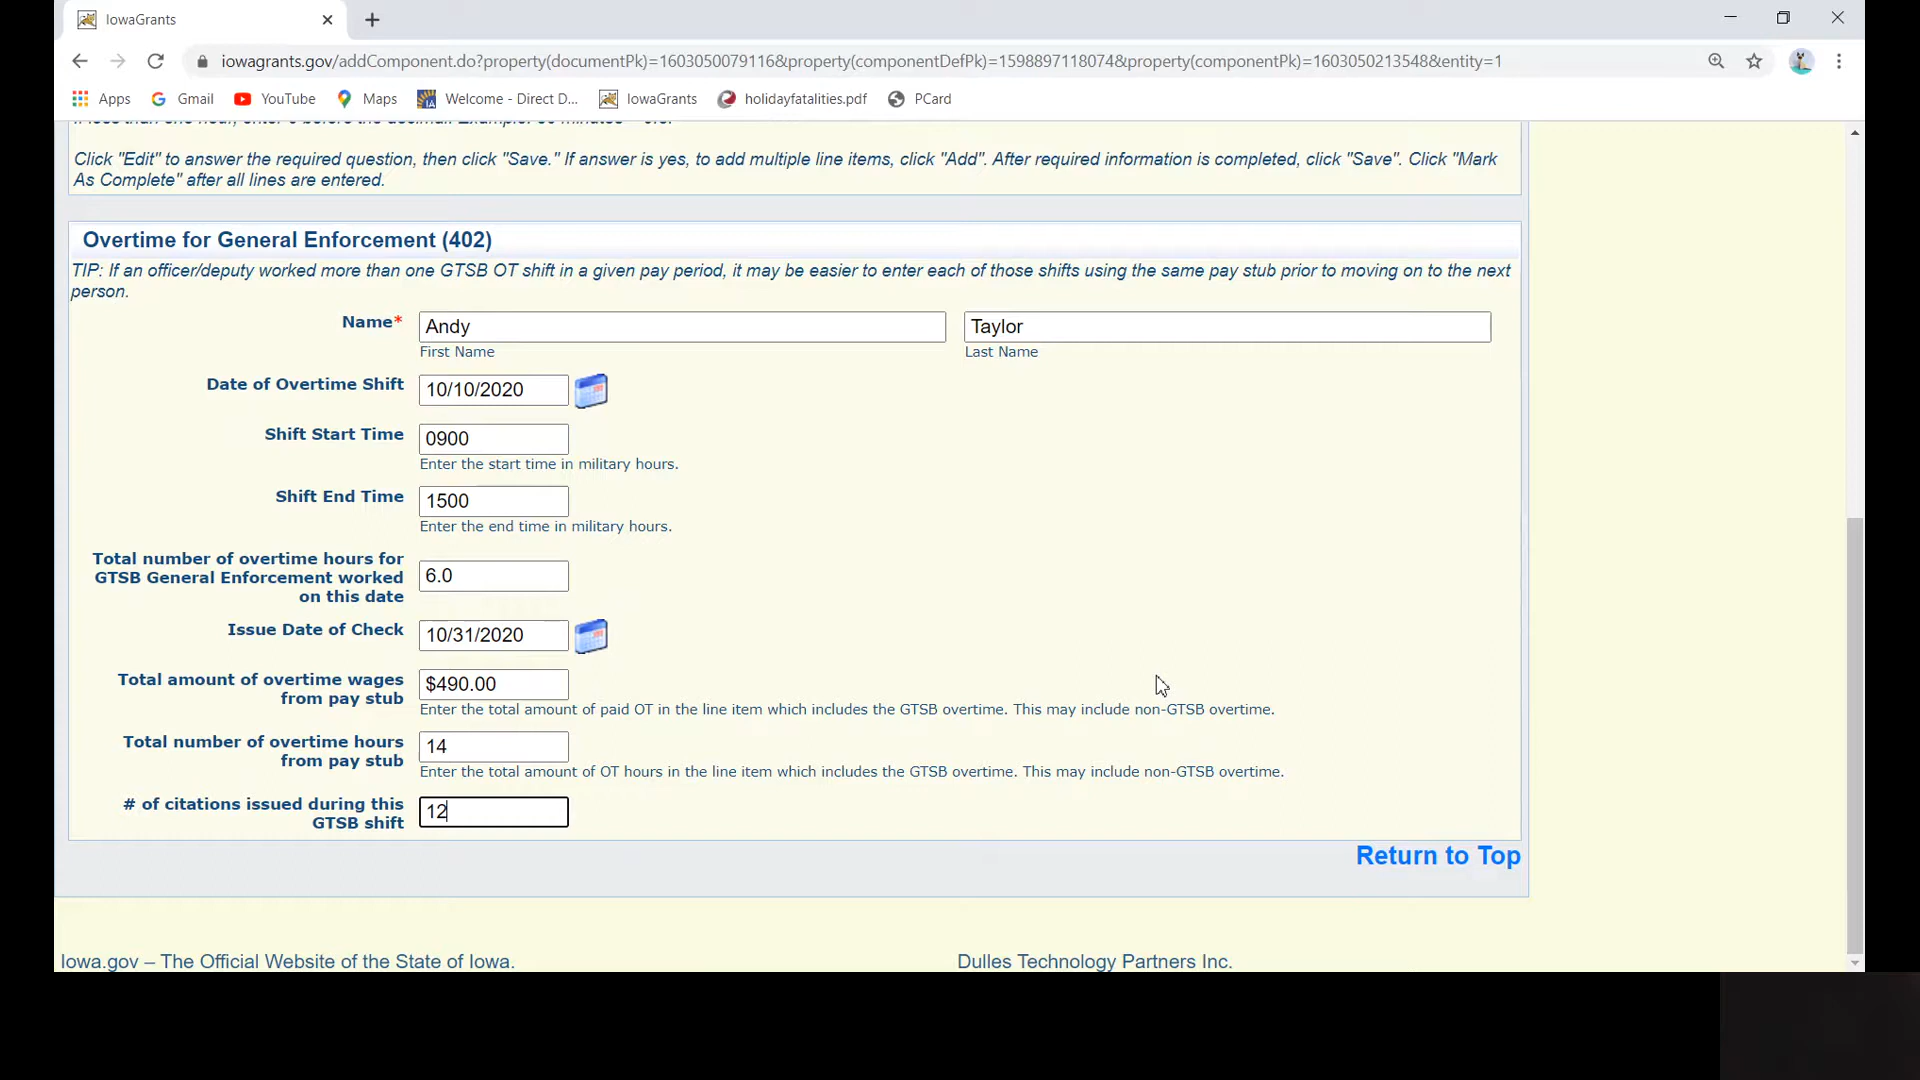 IowaGrants
iowagrants.gov/addComponent.do?property(documentPk)=1603050079116&property(componentDefPk)=15988971118074&property(componentPk)=1603050213548&entity=1
Apps Gmail YouTube Maps Welcome - Direct D... IowaGrants holidayfatalities.pdf PCard
Click "Edit" to answer the required question, then click "Save." If answer is yes, to add multiple line items, click "Add". After required information is completed, click "Save". Click "Mark
As Complete" after all lines are entered.
Overtime for General Enforcement (402)
TIP: If an officer/deputy worked more than one GTSB OT shift in a given pay period, it may be easier to enter each of those shifts using the same pay stub prior to moving on to the next
person.
Name* Andy Taylor
First Name Last Name
Date of Overtime Shift 10/10/2020
Shift Start Time 0900
Enter the start time in military hours.
Shift End Time 1500
Enter the end time in military hours.
Total number of overtime hours for
GTSB General Enforcement worked 6.0
on this date
Issue Date of Check 10/31/2020
Total amount of overtime wages $490.00
from pay stub
Enter the total amount of paid OT in the line item which includes the GTSB overtime. This may include non-GTSB overtime.
Total number of overtime hours 14
from pay stub
Enter the total amount of OT hours in the line item which includes the GTSB overtime. This may include non-GTSB overtime.
# of citations issued during this 12
GTSB shift
Return to Top
Iowa.gov – The Official Website of the State of Iowa. Dulles Technology Partners Inc.